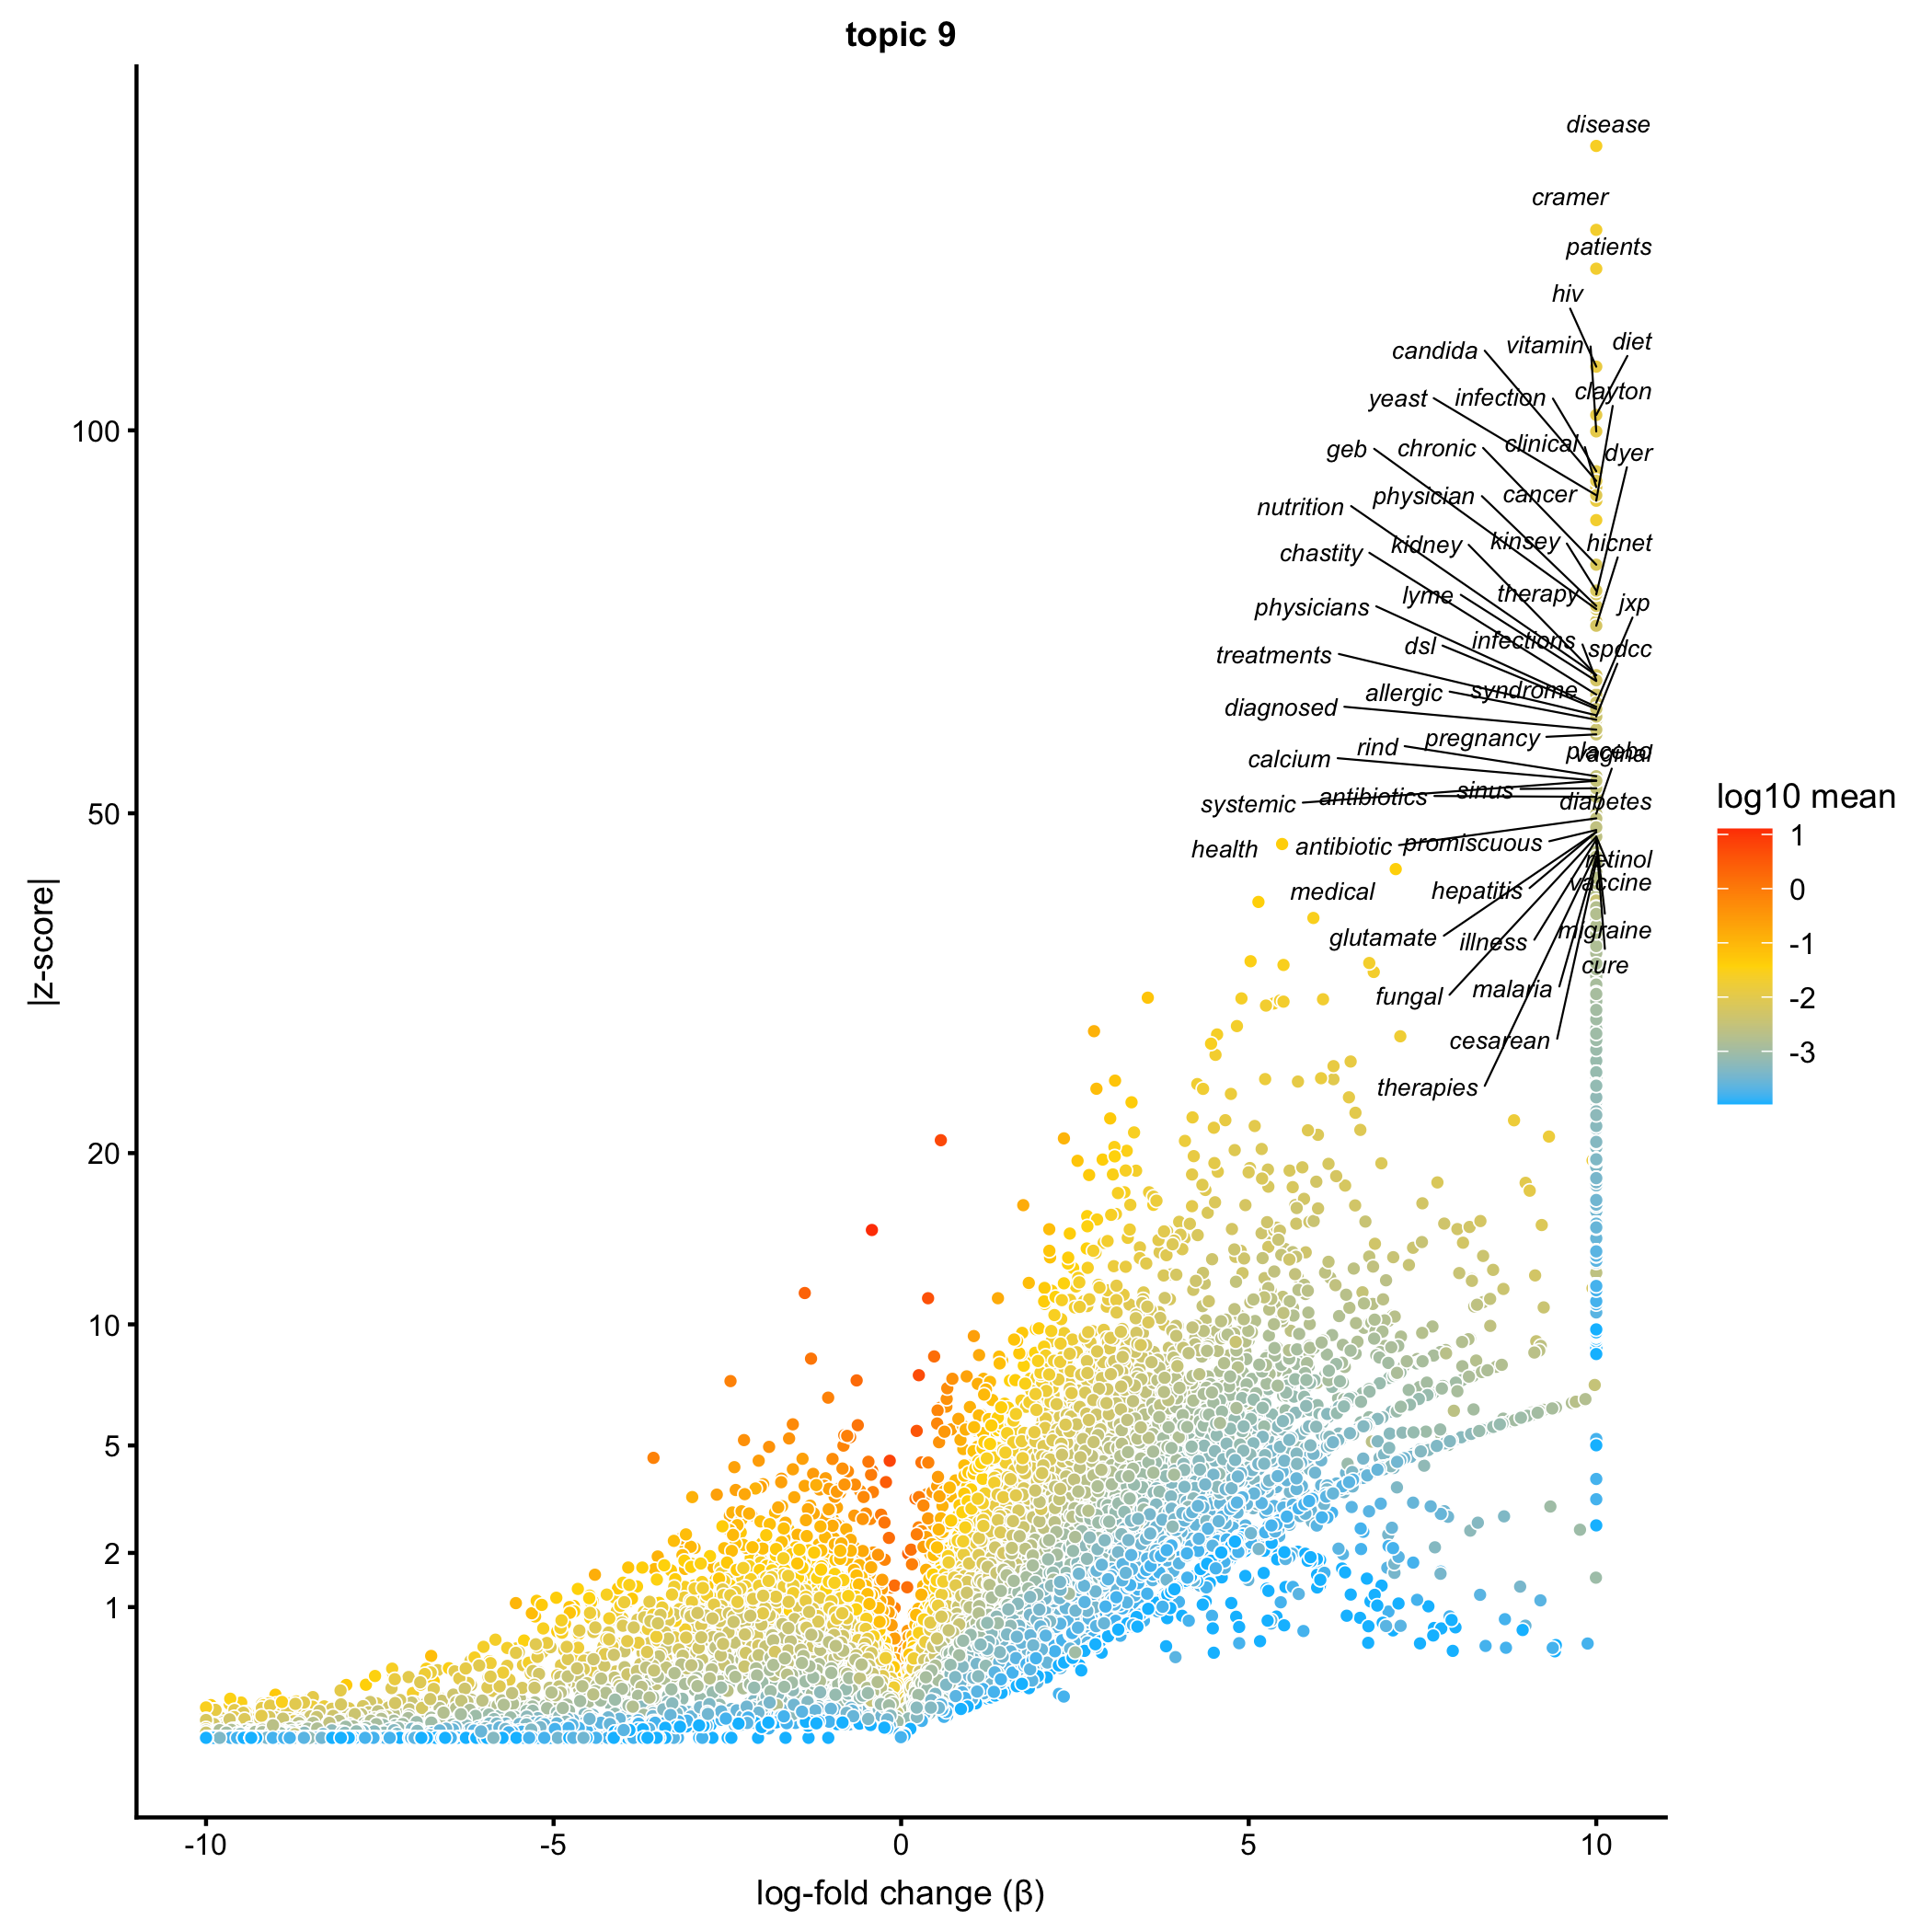 topic 9
disease
cramer
patients
hiv
candida
vitamin
diet
yeast
infection
clayton
geb
chronic
clinical
dyer
nutrition
physician
cancer
chastity
kidney
kinsey
hicnet
physicians
lyme
therapy
jxp
treatments
dsl
infections
spdcc
diagnosed
allergic
syndrome
calcium
rind
pregnancy
placebo
vaginal
systemic
antibiotics
sinus
diabetes
health
antibiotic
promiscuous
retinol
medical
hepatitis
vaccine
glutamate
illness
migraine
fungal
malaria
cure
cesarean
therapies
100
50
20
10
5
2
1
|z-score|
-10
-5
0
5
10
log-fold change (β)
log10 mean
1
0
-1
-2
-3